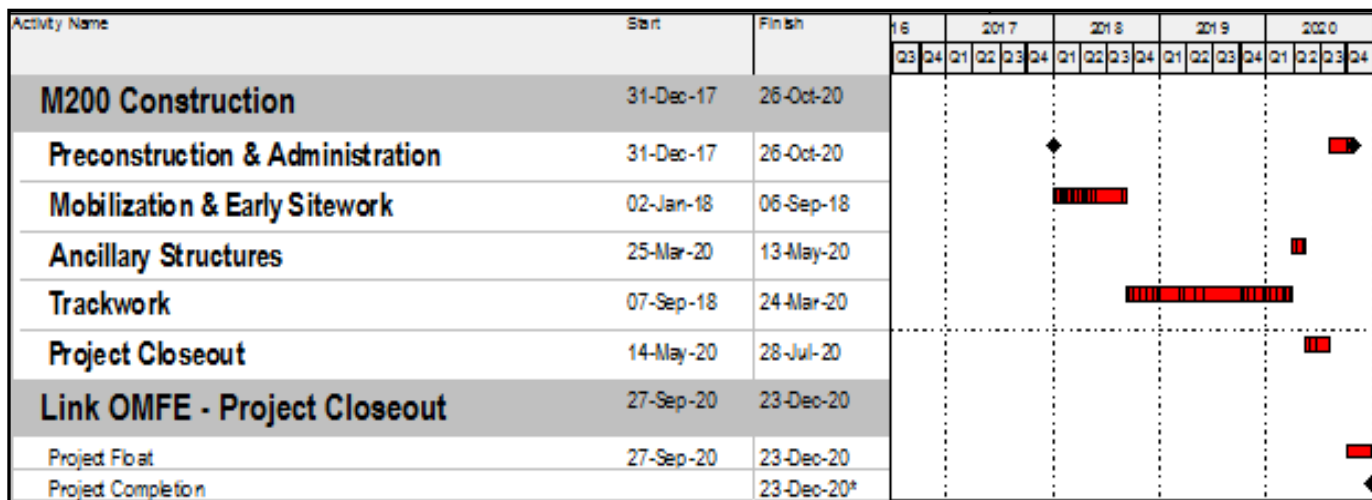 Activity Name Start Finish 16 2017 2018 2019 2020
Q3 Q4 Q1 Q2 Q3 Q4 Q1 Q2 Q3 Q4 Q1 Q2 Q3 Q4 Q1 Q2 Q3 Q4
M200 Construction 31-Dec-17 26-Oct-20
Preconstruction & Administration 31-Dec-17 26-Oct-20
Mobilization & Early Sitework 02-Jan-18 06-Sep-18
Ancillary Structures 25-Mar-20 13-May-20
Trackwork 07-Sep-18 24-Mar-20
Project Closeout 14-May-20 28-Jul-20
Link OMFE - Project Closeout 27-Sep-20 23-Dec-20
Project Float 27-Sep-20 23-Dec-20
Project Completion 23-Dec-20*